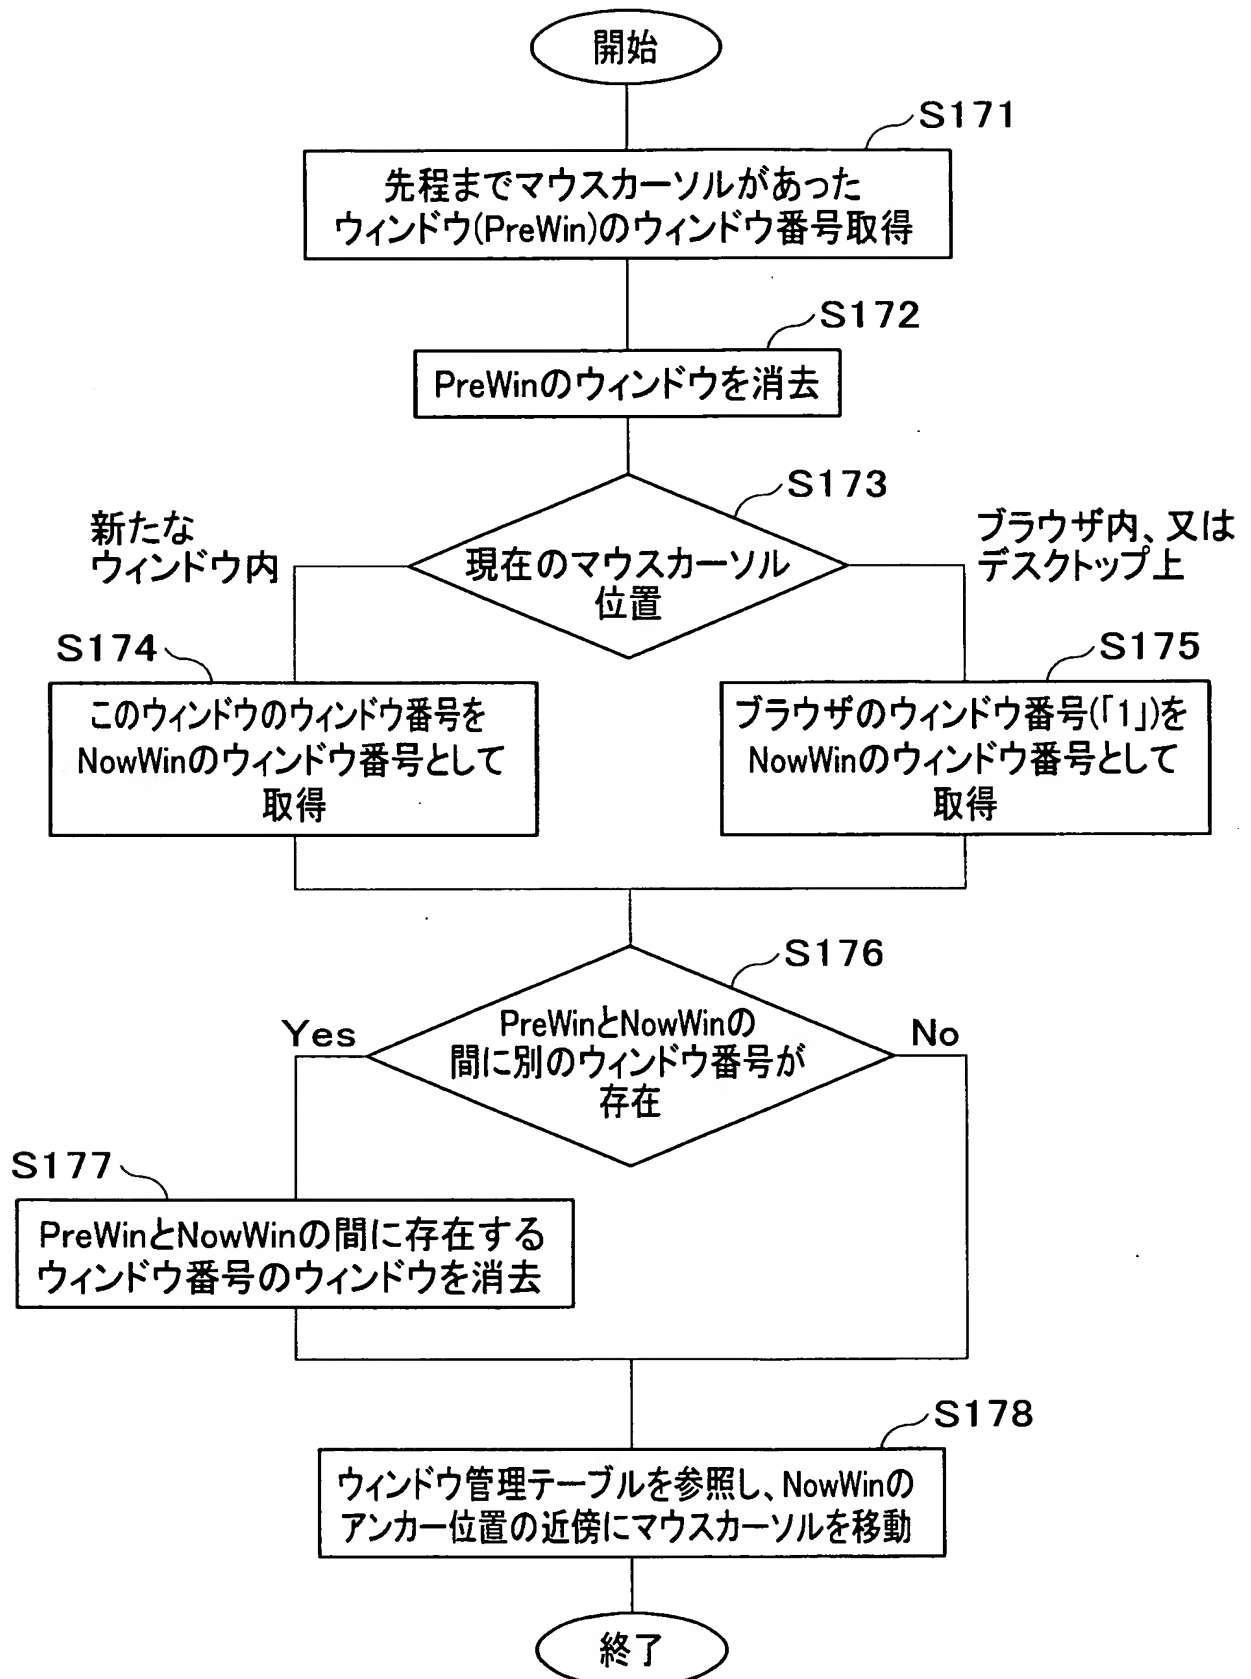 開始
S171
先程までマウスカーソルがあった
ウィンドウ(PreWin)のウィンドウ番号取得
S172
PreWinのウィンドウを消去
S173
現在のマウスカーソル
位置
新たな
ウィンドウ内
ブラウザ内、又は
デスクトップ上
S174
このウィンドウのウィンドウ番号を
NowWinのウィンドウ番号として
取得
S175
ブラウザのウィンドウ番号(「1」)を
NowWinのウィンドウ番号として
取得
S176
PreWinとNowWinの
間に別のウィンドウ番号が
存在
Yes
No
S177
PreWinとNowWinの間に存在する
ウィンドウ番号のウィンドウを消去
S178
ウィンドウ管理テーブルを参照し、NowWinの
アンカー位置の近傍にマウスカーソルを移動
終了